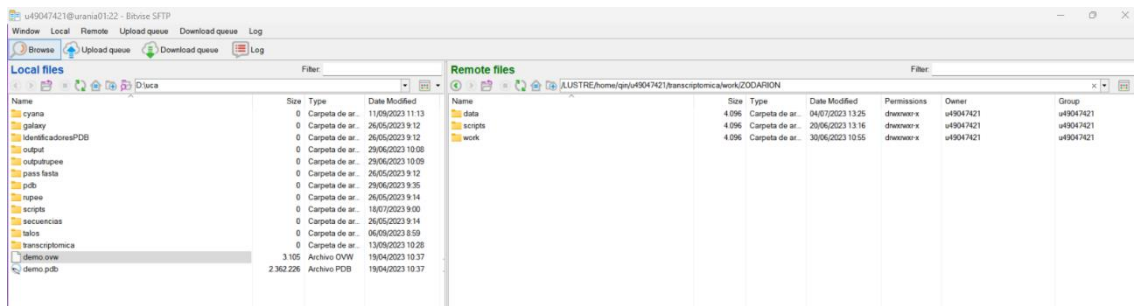 u49047421@urania01:22 - Bitvise SFTP
Window Local Remote Upload queue Download queue Log
Browse Upload queue Download queue Log
Local files Filter:
D:\uca
Name Size Type Date Modified
cyana 0 Carpeta de ar... 11/09/2023 11:13
galaxy 0 Carpeta de ar... 26/05/2023 9:12
IdentificadoresPDB 0 Carpeta de ar... 26/05/2023 9:12
output 0 Carpeta de ar... 29/06/2023 10:08
outputrupee 0 Carpeta de ar... 29/06/2023 10:09
pass fasta 0 Carpeta de ar... 26/05/2023 9:12
pdb 0 Carpeta de ar... 29/06/2023 9:35
rupee 0 Carpeta de ar... 26/05/2023 9:14
scripts 0 Carpeta de ar... 18/07/2023 9:00
secuencias 0 Carpeta de ar... 26/05/2023 9:14
talos 0 Carpeta de ar... 06/09/2023 8:59
transcriptomica 0 Carpeta de ar... 13/09/2023 10:28
demo.ovw 3.105 Archivo OVW 19/04/2023 10:37
demo.pdb 2.362.226 Archivo PDB 19/04/2023 10:37
Remote files Filter:
/LUSTRE/home/qin/u49047421/transcriptomica/work/ZODARION
Name Size Type Date Modified Permissions Owner Group
data 4.096 Carpeta de ar... 04/07/2023 13:25 drwxrwxr-x u49047421 u49047421
scripts 4.096 Carpeta de ar... 20/06/2023 13:16 drwxrwxr-x u49047421 u49047421
work 4.096 Carpeta de ar... 30/06/2023 10:55 drwxrwxr-x u49047421 u49047421